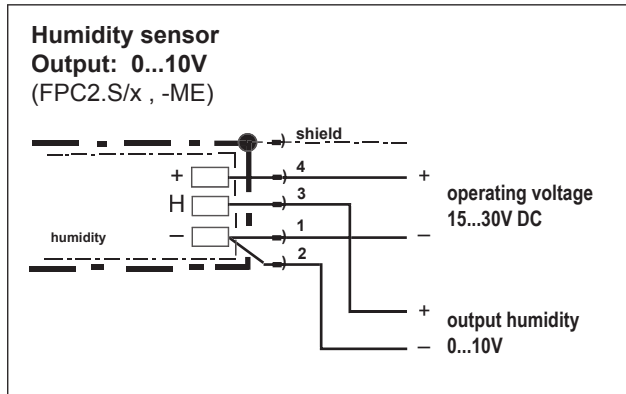 Humidity sensor
Output: 0...10V
(FPC2.S/x , -ME)
shield
+ 4 +
H 3
humidity – 1 –
2
operating voltage
15...30V DC
+ output humidity
– 0...10V